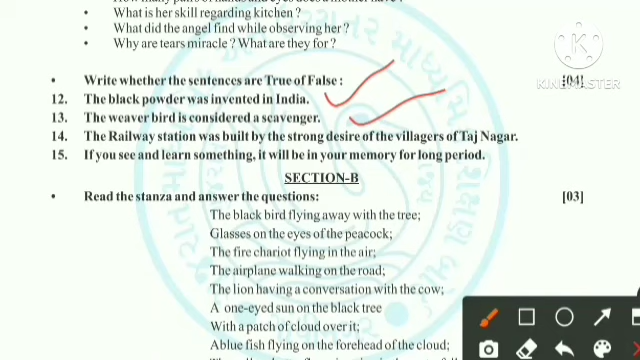 • What is her skill regarding kitchen ?
• What did the angel find while observing her ?
• Why are tears miracle ? What are they for ?
• Write whether the sentences are True of False : [04]
12. The black powder was invented in India.
13. The weaver bird is considered a scavenger.
14. The Railway station was built by the strong desire of the villagers of Taj Nagar.
15. If you see and learn something, it will be in your memory for long period.
SECTION-B
• Read the stanza and answer the questions: [03]
The black bird flying away with the tree;
Glasses on the eyes of the peacock;
The fire chariot flying in the air;
The airplane walking on the road;
The lion having a conversation with the cow;
A one-eyed sun on the black tree
With a patch of cloud over it;
A blue fish flying on the forehead of the cloud;
KINEMASTER